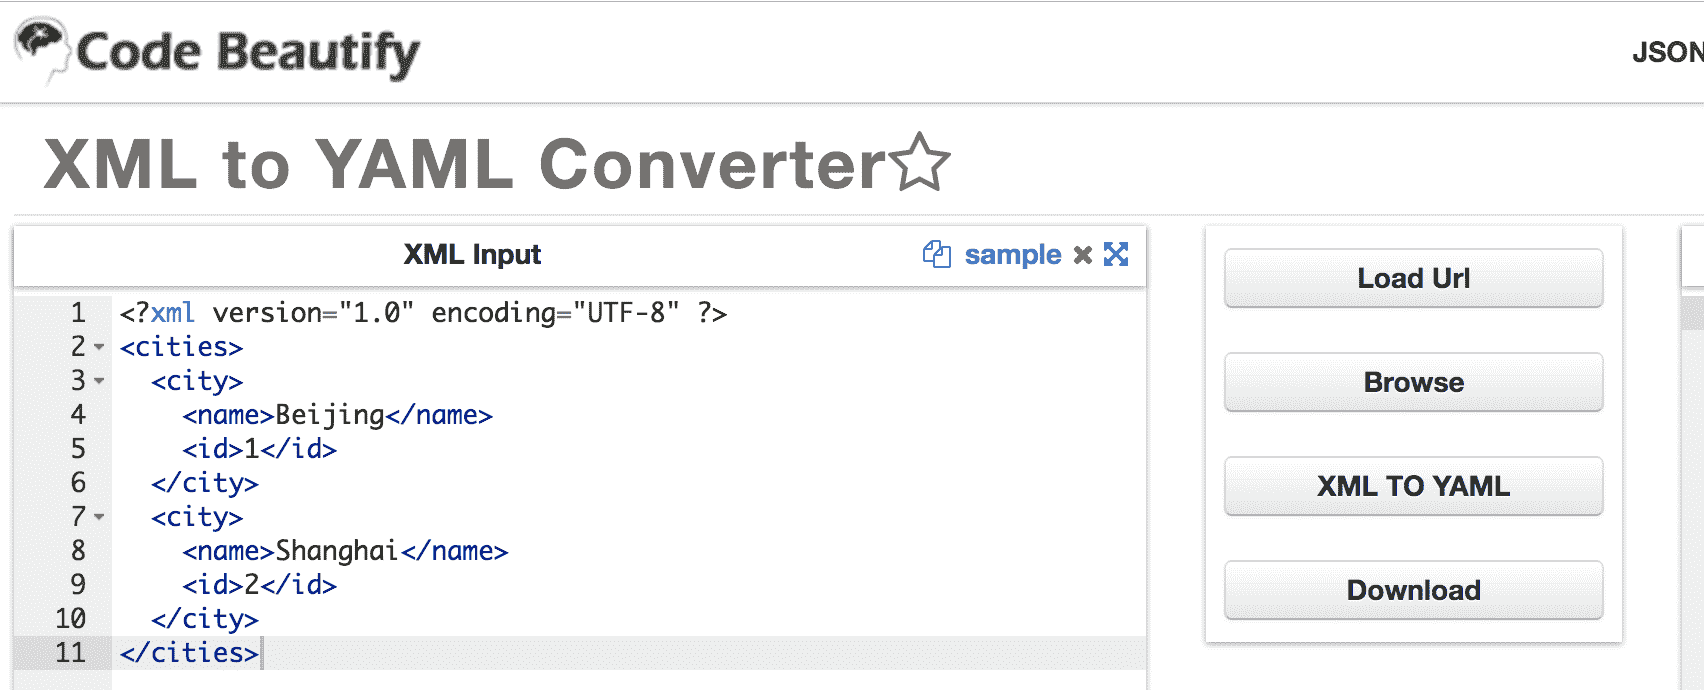 Code Beautify
JSON
XML to YAML Converter
XML Input
sample
1 <?xml version="1.0" encoding="UTF-8" ?>
2 <cities>
3 <city>
4 <name>Beijing</name>
5 <id>1</id>
6 </city>
7 <city>
8 <name>Shanghai</name>
9 <id>2</id>
10 </city>
11 </cities>
Load Url
Browse
XML TO YAML
Download